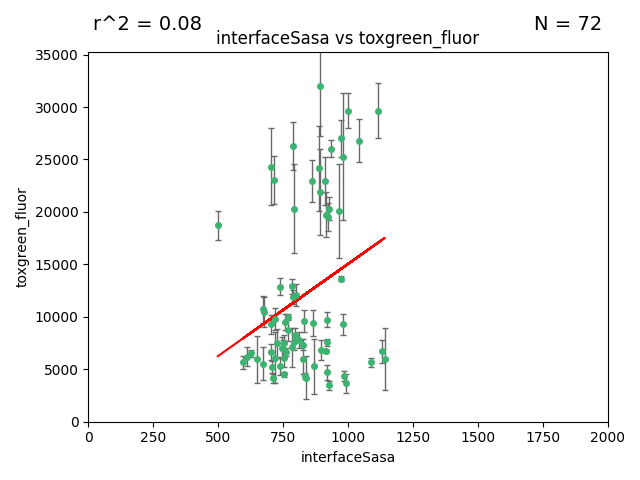 r^2 = 0.08
N = 72
interfaceSasa vs toxgreen_fluor
35000
30000
25000
20000
15000
10000
5000
0
toxgreen_fluor
0 250 500 750 1000 1250 1500 1750 2000
interfaceSasa